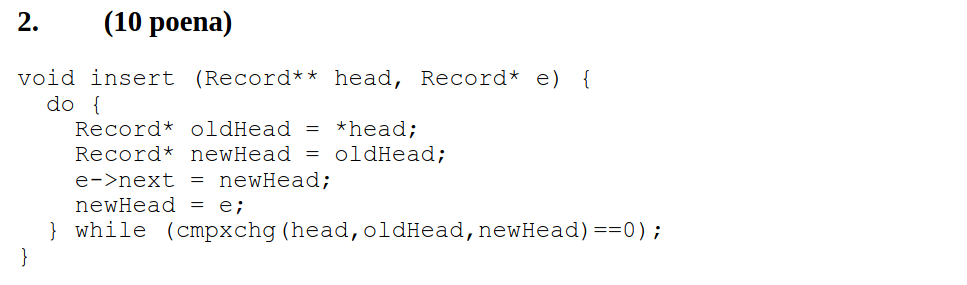 2. (10 poena)
void insert (Record** head, Record* e) {
  do {
    Record* oldHead = *head;
    Record* newHead = oldHead;
    e->next = newHead;
    newHead = e;
  } while (cmpxchg(head,oldHead,newHead)==0);
}